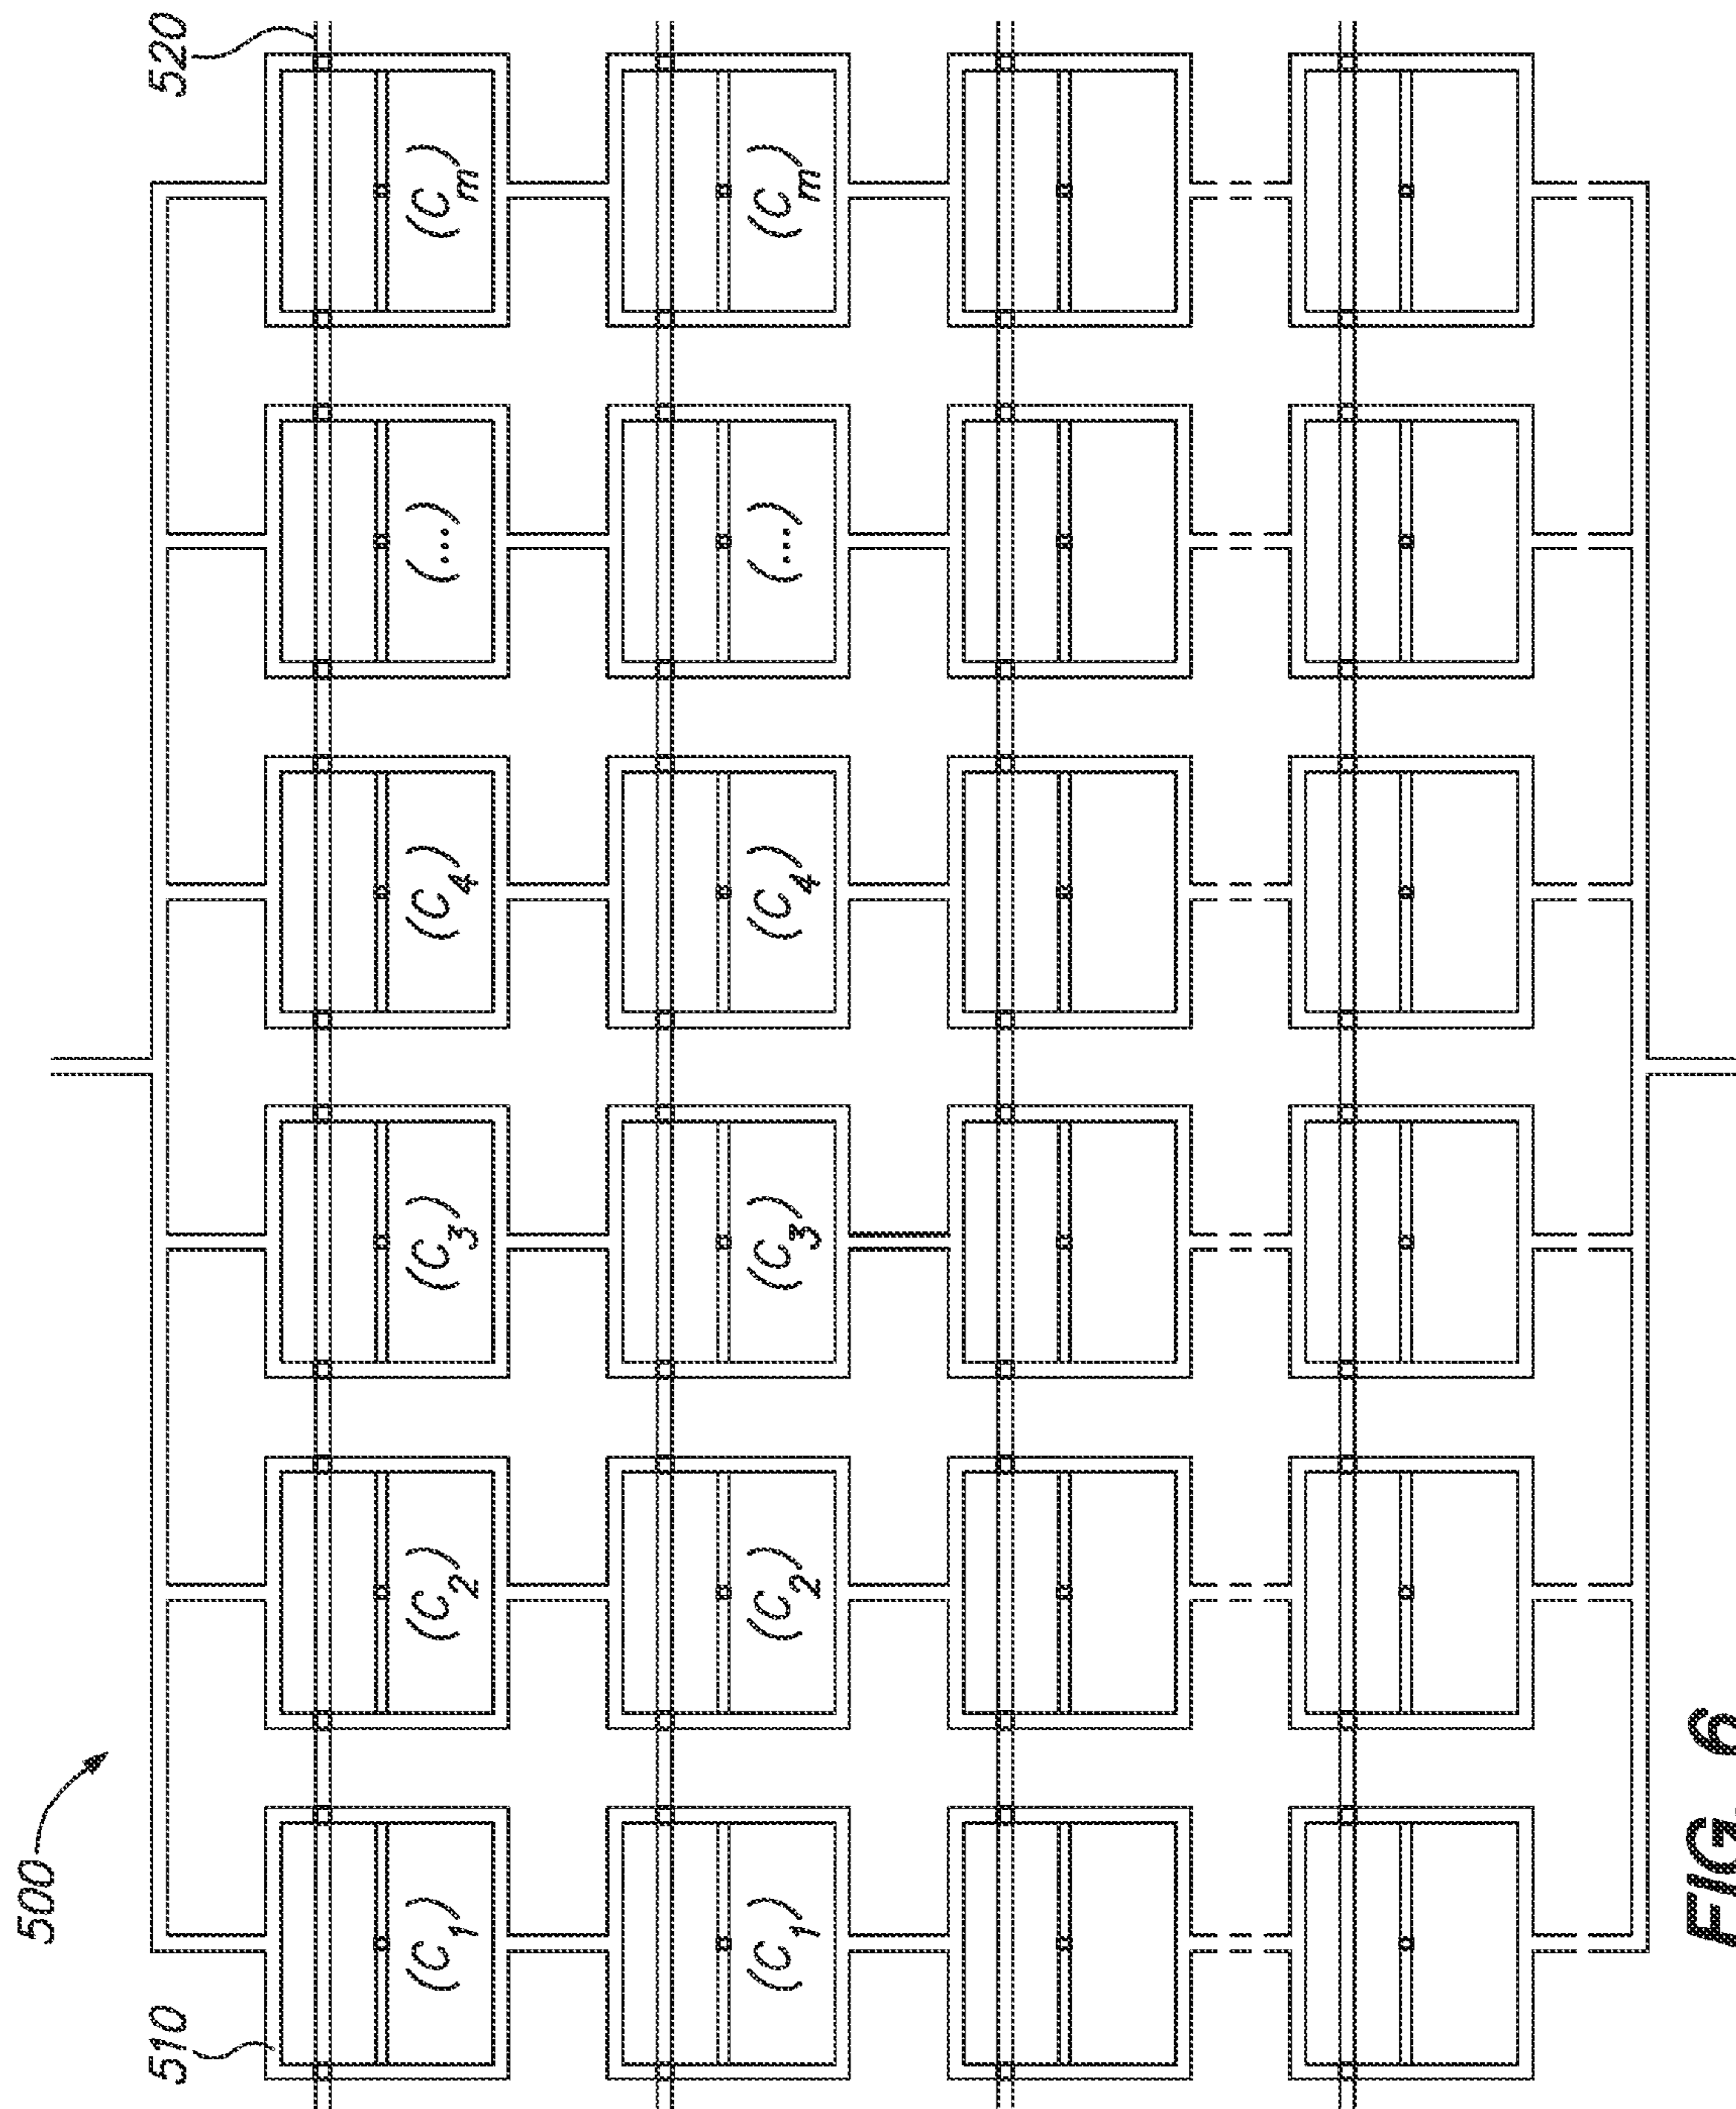 500
510
520
(C1)
(C2)
(C3)
(C4)
(...)
(Cm)
(C1)
(C2)
(C3)
(C4)
(...)
(Cm)
FIG. 6